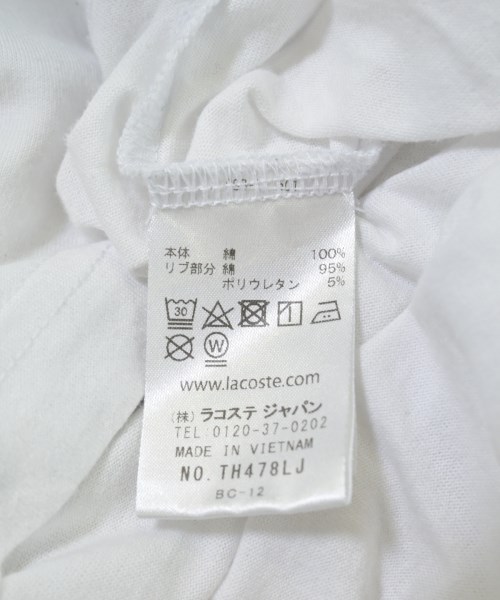 本体 綿 100%
リブ部分 綿 95%
ポリウレタン 5%
30
W
www.lacoste.com
(株) ラコステ ジャパン
TEL:0120-37-0202
MADE IN VIETNAM
NO. TH478LJ
BC-12